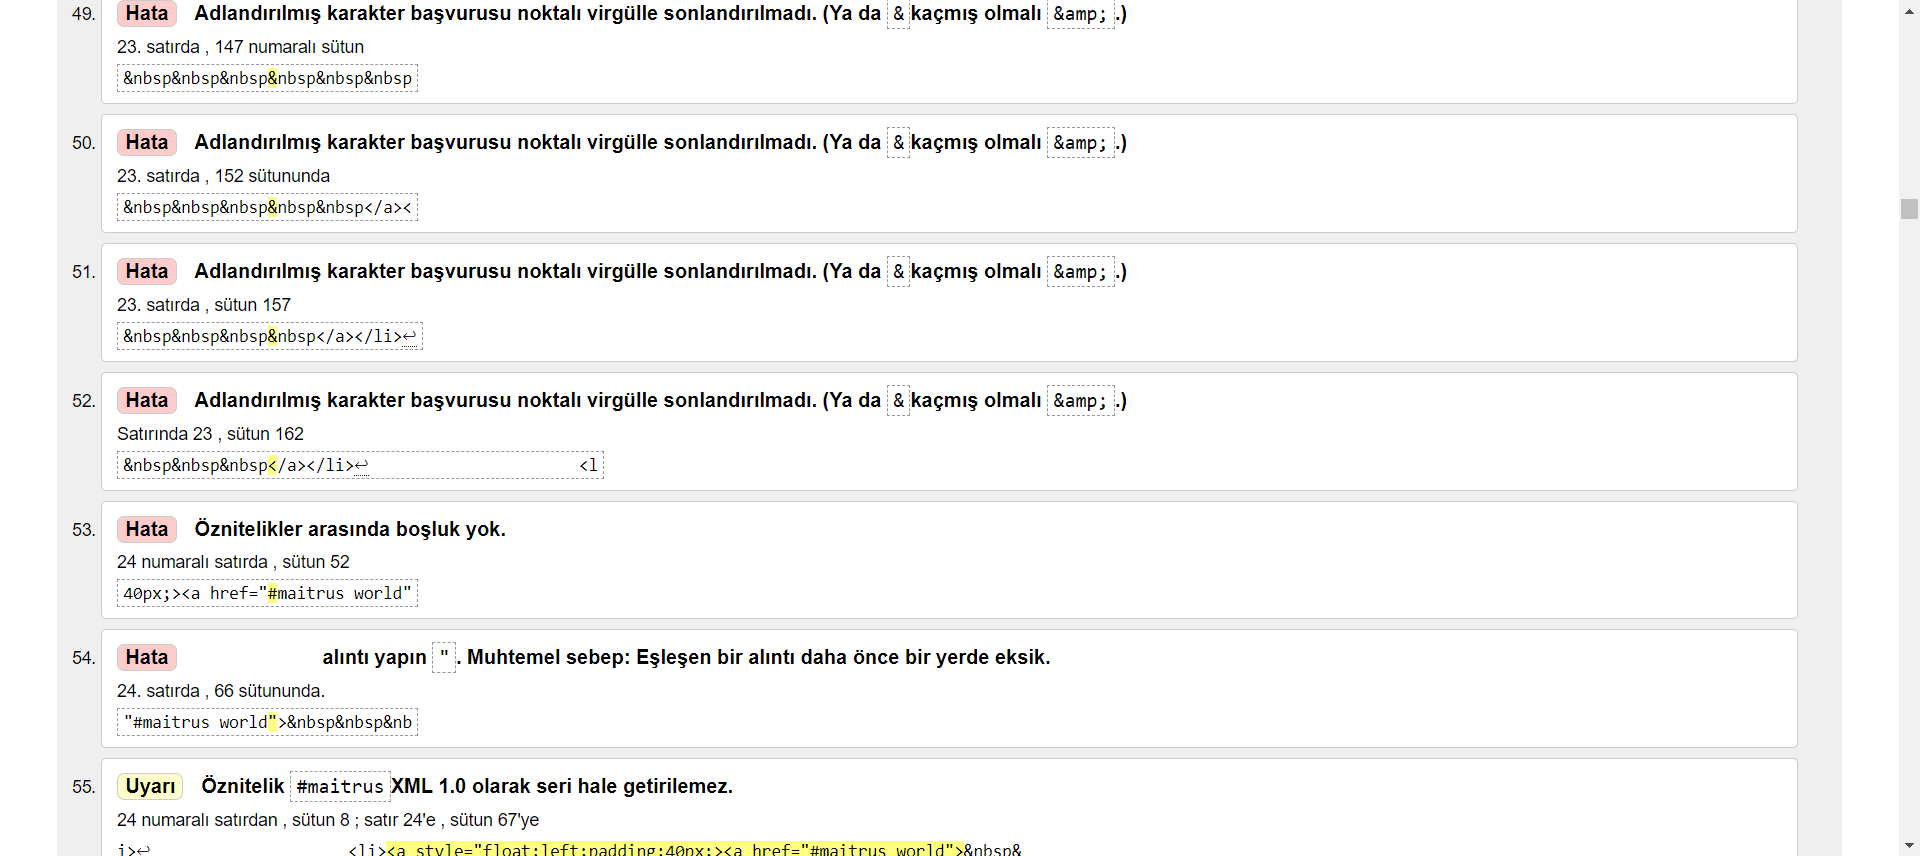 49. Hata Adlandırılmış karakter başvurusu noktalı virgülle sonlandırılmadı. (Ya da & kaçmış olmalı &amp; .)
23. satırda , 147 numaralı sütun
&nbsp&nbsp&nbsp&nbsp&nbsp&nbsp
50. Hata Adlandırılmış karakter başvurusu noktalı virgülle sonlandırılmadı. (Ya da & kaçmış olmalı &amp; .)
23. satırda , 152 sütununda
&nbsp&nbsp&nbsp&nbsp&nbsp</a><
51. Hata Adlandırılmış karakter başvurusu noktalı virgülle sonlandırılmadı. (Ya da & kaçmış olmalı &amp; .)
23. satırda , sütun 157
&nbsp&nbsp&nbsp&nbsp</a></li>↩
52. Hata Adlandırılmış karakter başvurusu noktalı virgülle sonlandırılmadı. (Ya da & kaçmış olmalı &amp; .)
Satırında 23 , sütun 162
&nbsp&nbsp&nbsp</a></li>↩ <l
53. Hata Öznitelikler arasında boşluk yok.
24 numaralı satırda , sütun 52
40px;><a href="#maitrus world"
54. Hata alıntı yapın " . Muhtemel sebep: Eşleşen bir alıntı daha önce bir yerde eksik.
24. satırda , 66 sütununda.
"#maitrus world">&nbsp&nbsp&nb
55. Uyarı Öznitelik #maitrus XML 1.0 olarak seri hale getirilemez.
24 numaralı satırdan , sütun 8 ; satır 24'e , sütun 67'ye
i>↩ <li><a style="float:left;padding:40px;><a href="#maitrus world">&nbsp&